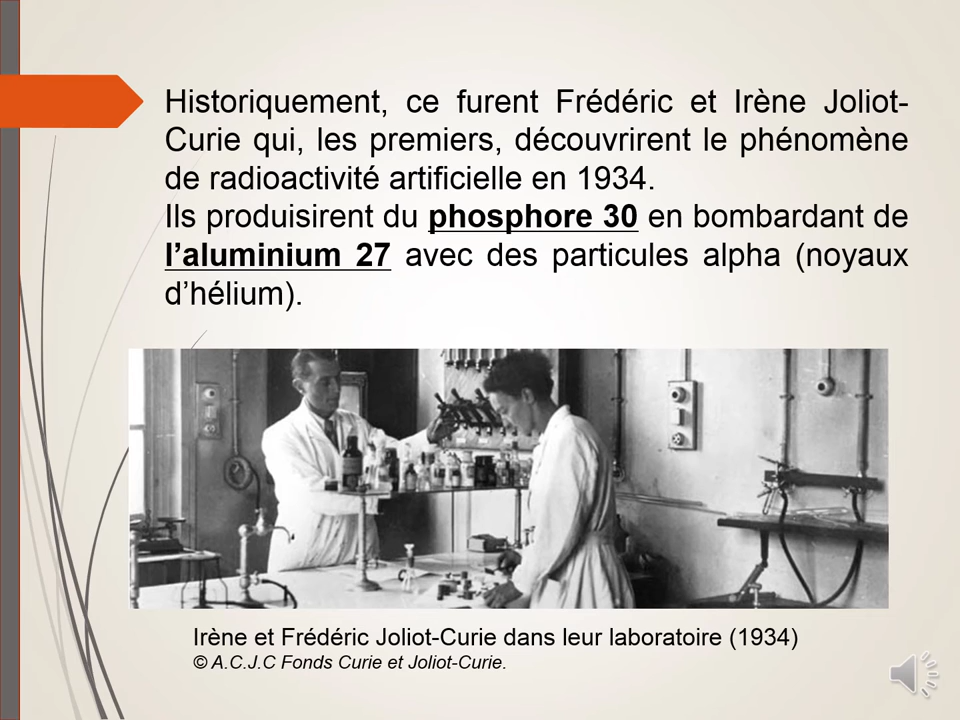 Historiquement, ce furent Frédéric et Irène Joliot-
Curie qui, les premiers, découvrirent le phénomène
de radioactivité artificielle en 1934.
Ils produisirent du phosphore 30 en bombardant de
l’aluminium 27 avec des particules alpha (noyaux
d’hélium).
Irène et Frédéric Joliot-Curie dans leur laboratoire (1934)
© A.C.J.C Fonds Curie et Joliot-Curie.